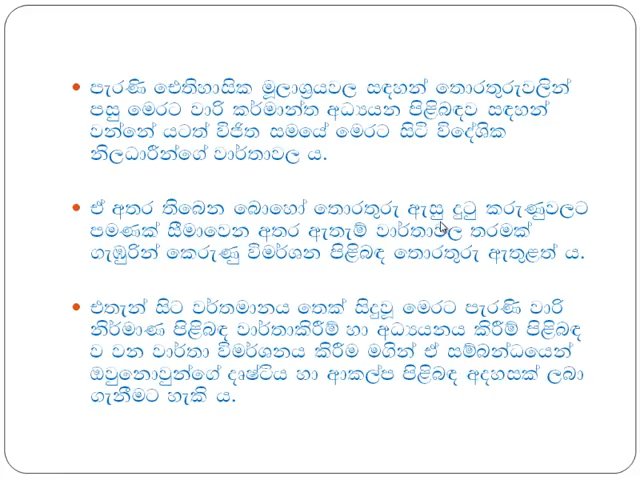 පැරණි ඓතිහාසික මූලාශ්‍රයවල සඳහන් තොරතුරුවලින්
පසු මෙරට වාරි කර්මාන්ත අධ්‍යයන පිළිබඳව සඳහන්
වන්නේ යටත් විජිත සමයේ මෙරට සිටි විදේශික
නිලධාරීන්ගේ වාර්තාවල ය.
ඒ අතර තිබෙන බොහෝ තොරතුරු ඇසු දුටු කරුණුවලට
පමණක් සීමාවෙන අතර ඇතැම් වාර්තාවල තරමක්
ගැඹුරින් කෙරුණු විමර්ශන පිළිබඳ තොරතුරු ඇතුළත් ය.
එතැන් සිට වර්තමානය තෙක් සිදුවූ මෙරට පැරණි වාරි
නිර්මාණ පිළිබඳ වාර්තාකිරීම් හා අධ්‍යයනය කිරීම් පිළිබඳ
ව වන වාර්තා විමර්ශනය කිරීම මගින් ඒ සම්බන්ධයෙන්
ඔවුනොවුන්ගේ දෘෂ්ටිය හා ආකල්ප පිළිබඳ අදහසක් ලබා
ගැනීමට හැකි ය.